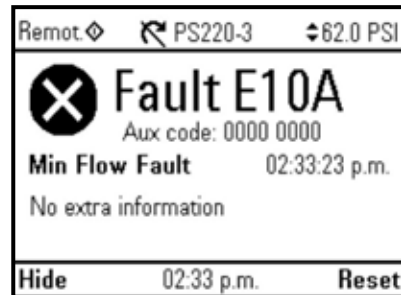 Remot. PS220-3 62.0 PSI
Fault E10A
Aux code: 0000 0000
Min Flow Fault 02:33:23 p.m.
No extra information
Hide 02:33 p.m. Reset